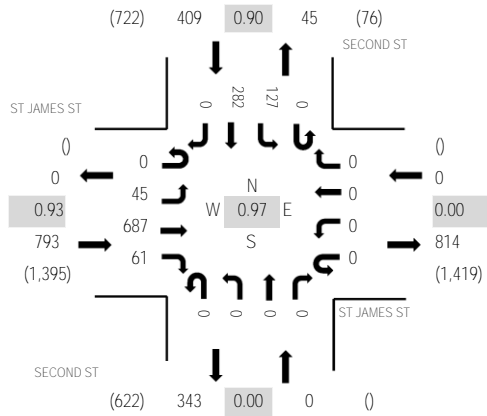 (722) 409 0.90 45 (76)
SECOND ST
0 282 127 0
ST JAMES ST
() ()
0 0 0 0
45 N 0
0.93 W 0.97 E 0.00
687 0
793 S 814
61 0
(1,395) (1,419)
0 0 0 0
ST JAMES ST
SECOND ST
(622) 343 0.00 0 ()